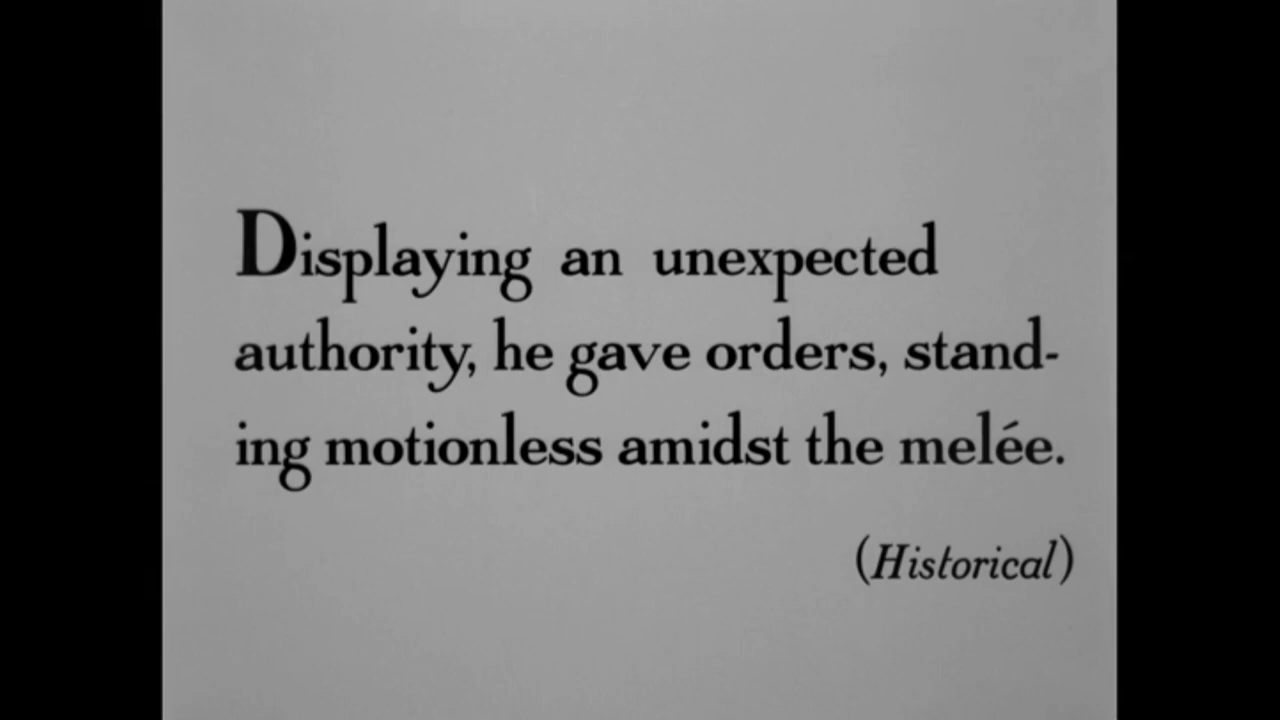 Displaying an unexpected
authority, he gave orders, stand-
ing motionless amidst the melée.
(Historical)